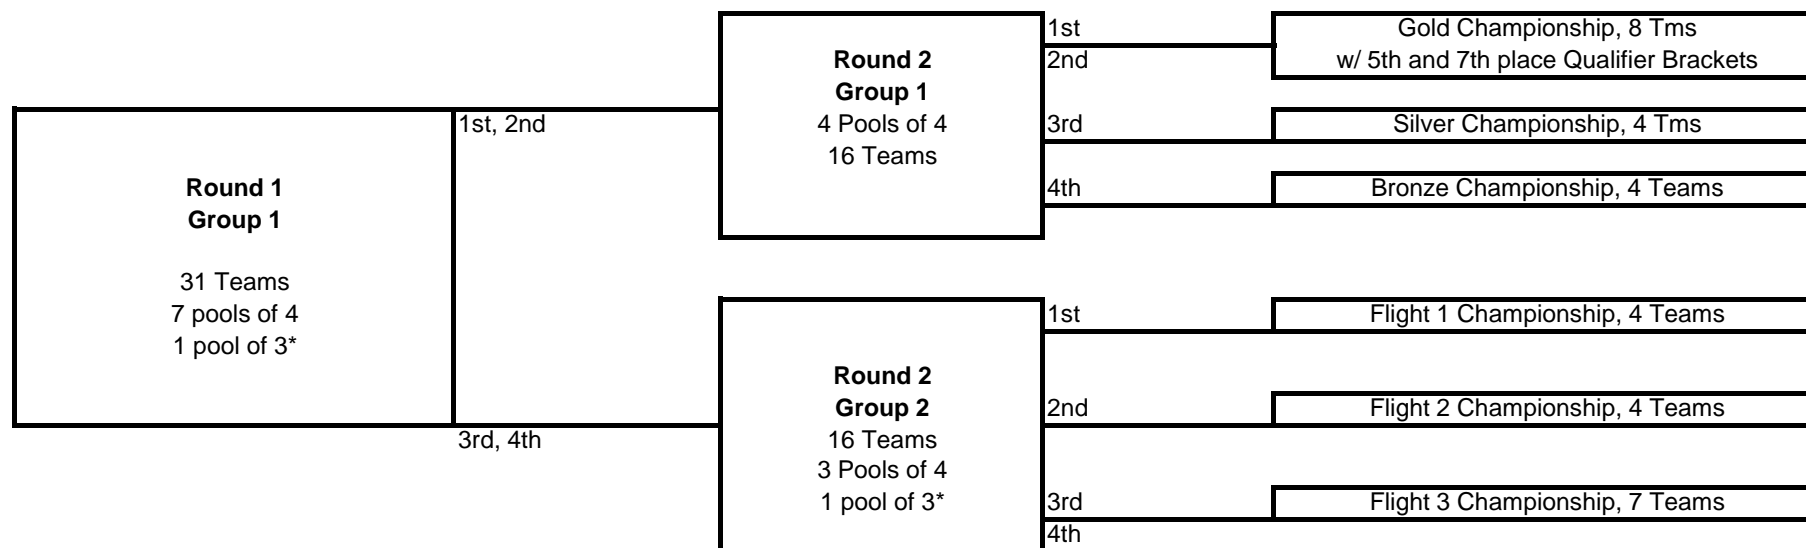 Round 1
Group 1
31 Teams
7 pools of 4
1 pool of 3*
1st, 2nd
3rd, 4th
Round 2
Group 1
4 Pools of 4
16 Teams
1st
2nd
3rd
4th
Gold Championship, 8 Tms
w/ 5th and 7th place Qualifier Brackets
Silver Championship, 4 Tms
Bronze Championship, 4 Teams
Round 2
Group 2
16 Teams
3 Pools of 4
1 pool of 3*
1st
2nd
3rd
4th
Flight 1 Championship, 4 Teams
Flight 2 Championship, 4 Teams
Flight 3 Championship, 7 Teams